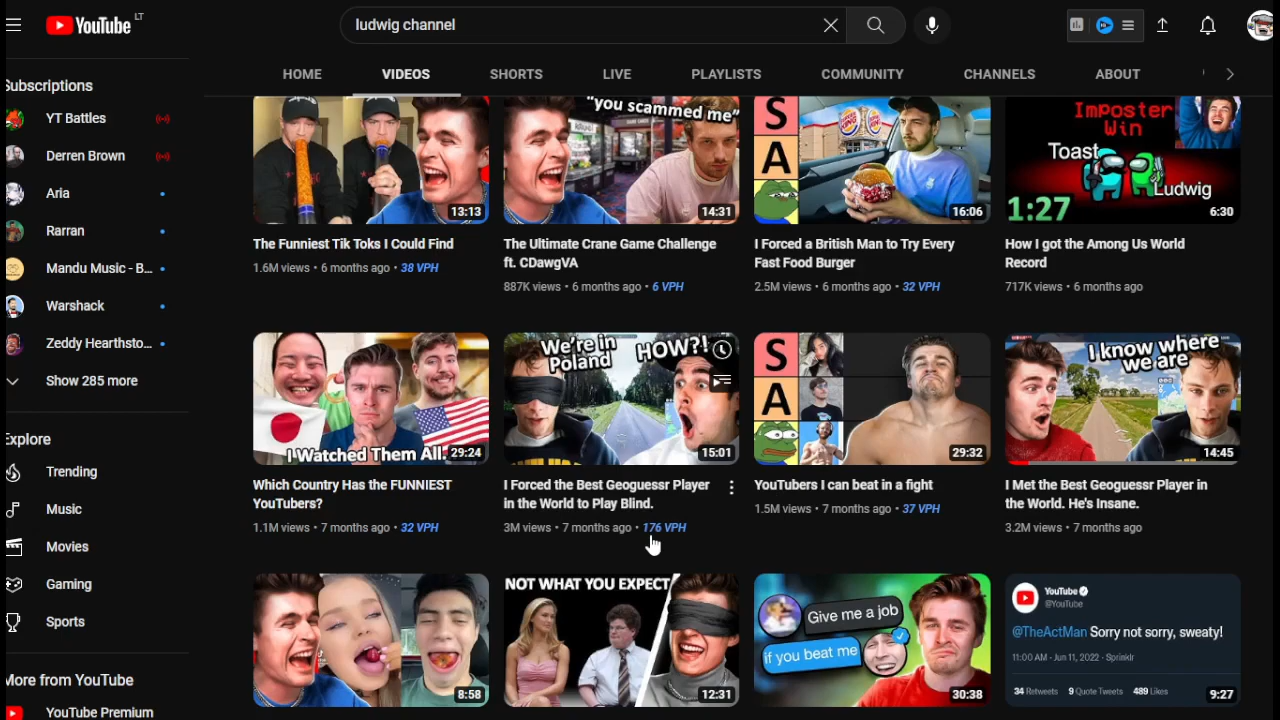 YouTube LT
ludwig channel
HOME VIDEOS SHORTS LIVE PLAYLISTS COMMUNITY CHANNELS ABOUT
Subscriptions
YT Battles
Derren Brown
Aria
Rarran
Mandu Music - B...
Warshack
Zeddy Hearthsto...
Show 285 more
Explore
Trending
Music
Movies
Gaming
Sports
More from YouTube
YouTube Premium
13:13
The Funniest Tik Toks I Could Find
1.6M views • 6 months ago • 38 VPH
"you scammed me"
14:31
The Ultimate Crane Game Challenge
ft. CDawgVA
887K views • 6 months ago • 6 VPH
S
A
16:06
I Forced a British Man to Try Every
Fast Food Burger
2.5M views • 6 months ago • 32 VPH
Imposter
Win
Toast
Ludwig
1:27
6:30
How I got the Among Us World
Record
717K views • 6 months ago
I Watched Them All.
29:24
Which Country Has the FUNNIEST
YouTubers?
1.1M views • 7 months ago • 32 VPH
We're in
Poland
HOW?!
15:01
I Forced the Best Geoguessr Player
in the World to Play Blind.
3M views • 7 months ago • 176 VPH
S
A
29:32
YouTubers I can beat in a fight
1.5M views • 7 months ago • 37 VPH
I know where
we are
14:45
I Met the Best Geoguessr Player in
the World. He's Insane.
3.2M views • 7 months ago
8:58
NOT WHAT YOU EXPECT
12:31
Give me a job
if you beat me
30:38
YouTube
@YouTube
@TheActMan Sorry not sorry, sweaty!
11:00 AM · Jun 11, 2022 · Sprinklr
34 Retweets 9 Quote Tweets 489 Likes
9:27